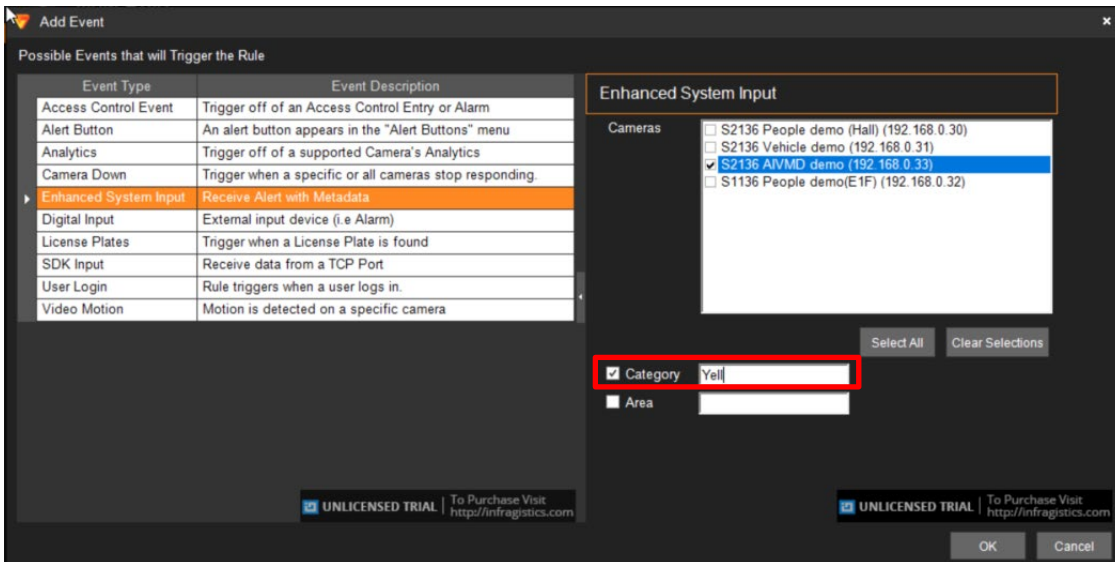 Add Event
Possible Events that will Trigger the Rule
Event Type Event Description
Access Control Event Trigger off of an Access Control Entry or Alarm
Alert Button An alert button appears in the "Alert Buttons" menu
Analytics Trigger off of a supported Camera's Analytics
Camera Down Trigger when a specific or all cameras stop responding.
Enhanced System Input Receive Alert with Metadata
Digital Input External input device (i.e Alarm)
License Plates Trigger when a License Plate is found
SDK Input Receive data from a TCP Port
User Login Rule triggers when a user logs in.
Video Motion Motion is detected on a specific camera
UNLICENSED TRIAL To Purchase Visit
http://infragistics.com
Enhanced System Input
Cameras
S2136 People demo (Hall) (192.168.0.30)
S2136 Vehicle demo (192.168.0.31)
S2136 AIVMD demo (192.168.0.33)
S1136 People demo(E1F) (192.168.0.32)
Select All Clear Selections
Category Yell
Area
UNLICENSED TRIAL To Purchase Visit
http://infragistics.com
OK Cancel